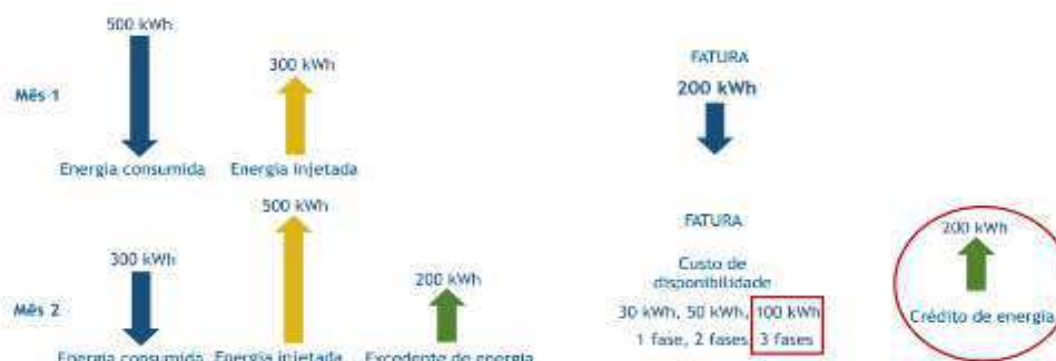 500 kWh
300 kWh
FATURA
Mês 1
200 kWh
Energia consumida Energia injetada
500 kWh
FATURA
200 kWh
300 kWh
Custo de
disponibilidade
200 kWh
Mês 2
30 kWh, 50 kWh, 100 kWh
Crédito de energia
1 fase, 2 fases 3 fases
Energia consumida Energia injetada Excedente de energia